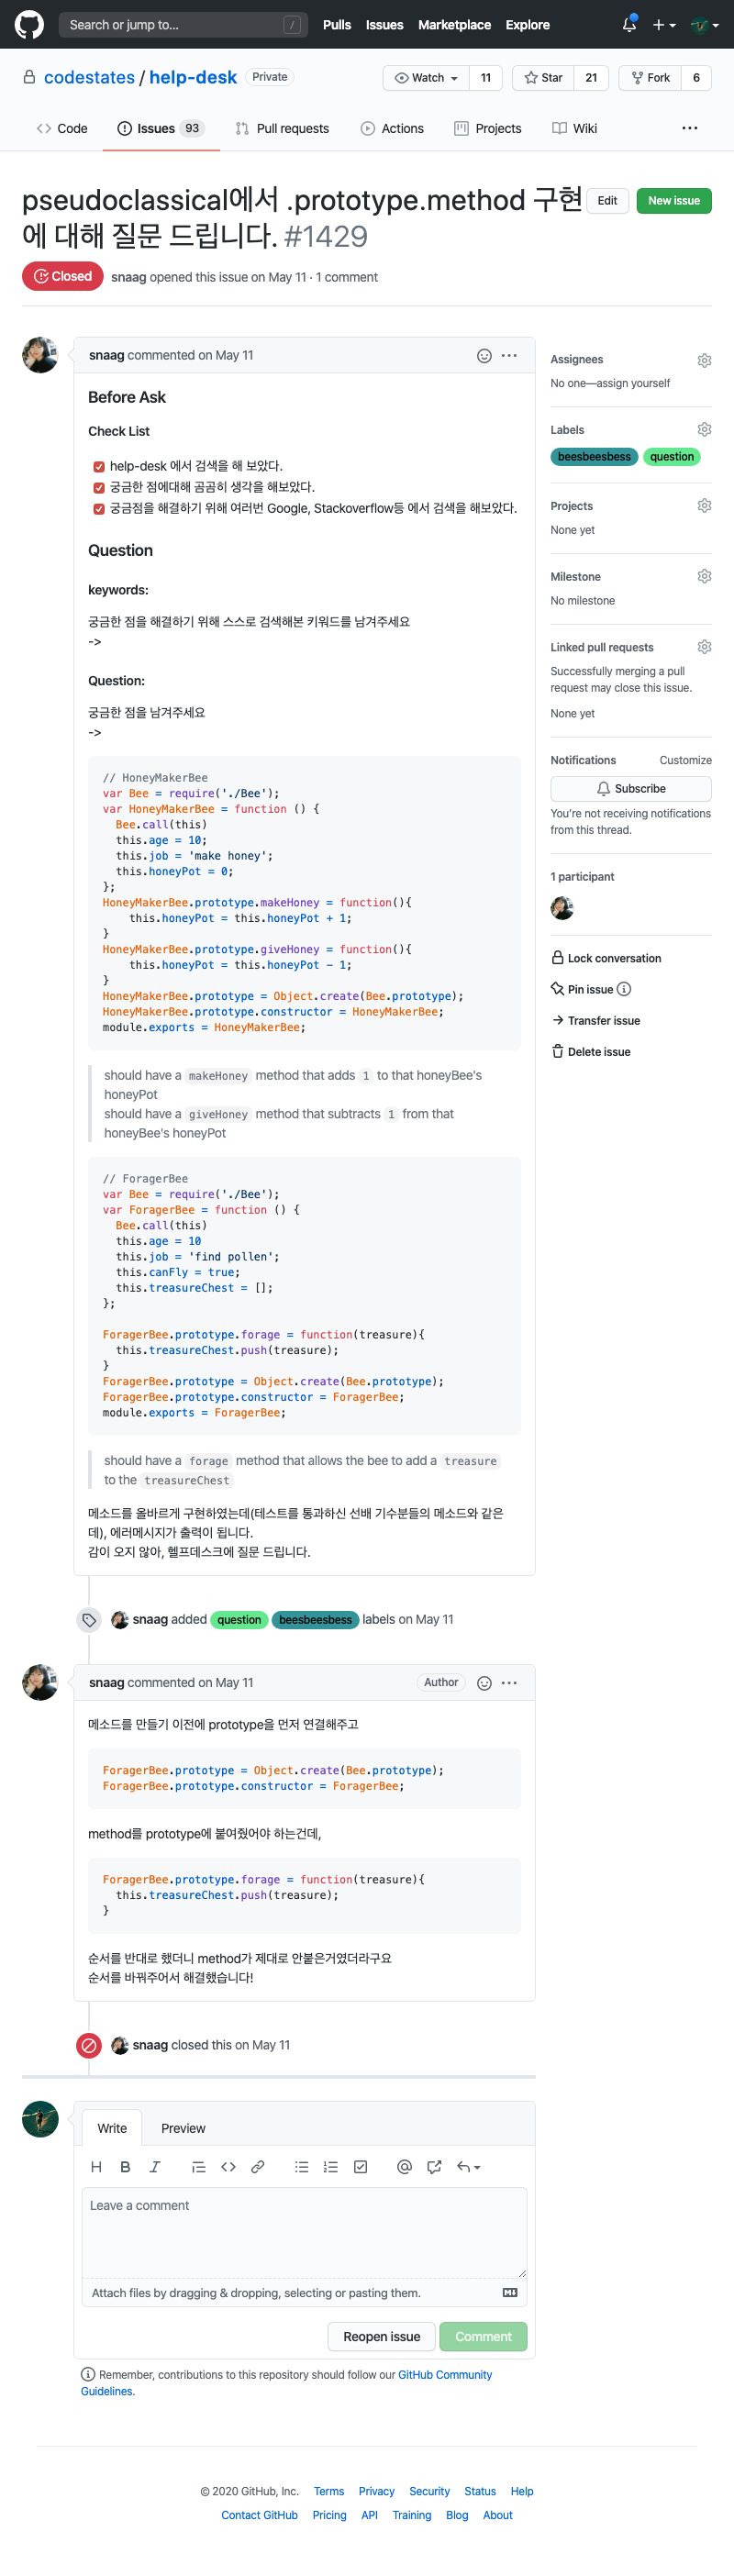 Search or jump to...
/
Pulls Issues Marketplace Explore
codestates / help-desk Private
Watch 11 Star 21 Fork 6
Code Issues 93 Pull requests Actions Projects Wiki
pseudoclassical에서 .prototype.method 구현
에 대해 질문 드립니다. #1429
Edit New issue
Closed snaag opened this issue on May 11 · 1 comment
snaag commented on May 11
Before Ask
Check List
help-desk 에서 검색을 해 보았다.
궁금한 점에대해 곰곰히 생각을 해보았다.
궁금점을 해결하기 위해 여러번 Google, Stackoverflow등 에서 검색을 해보았다.
Question
keywords:
궁금한 점을 해결하기 위해 스스로 검색해본 키워드를 남겨주세요
->
Question:
궁금한 점을 남겨주세요
->
// HoneyMakerBee
var Bee = require('./Bee');
var HoneyMakerBee = function () {
  Bee.call(this)
  this.age = 10;
  this.job = 'make honey';
  this.honeyPot = 0;
};
HoneyMakerBee.prototype.makeHoney = function(){
    this.honeyPot = this.honeyPot + 1;
}
HoneyMakerBee.prototype.giveHoney = function(){
    this.honeyPot = this.honeyPot - 1;
}
HoneyMakerBee.prototype = Object.create(Bee.prototype);
HoneyMakerBee.prototype.constructor = HoneyMakerBee;
module.exports = HoneyMakerBee;
should have a makeHoney method that adds 1 to that honeyBee's
honeyPot
should have a giveHoney method that subtracts 1 from that
honeyBee's honeyPot
// ForagerBee
var Bee = require('./Bee');
var ForagerBee = function () {
  Bee.call(this)
  this.age = 10
  this.job = 'find pollen';
  this.canFly = true;
  this.treasureChest = [];
};
ForagerBee.prototype.forage = function(treasure){
  this.treasureChest.push(treasure);
}
ForagerBee.prototype = Object.create(Bee.prototype);
ForagerBee.prototype.constructor = ForagerBee;
module.exports = ForagerBee;
should have a forage method that allows the bee to add a treasure
to the treasureChest
메소드를 올바르게 구현하였는데(테스트를 통과하신 선배 기수분들의 메소드와 같은
데), 에러메시지가 출력이 됩니다.
감이 오지 않아, 헬프데스크에 질문 드립니다.
snaag added question beesbeesbess labels on May 11
snaag commented on May 11 Author
메소드를 만들기 이전에 prototype을 먼저 연결해주고
ForagerBee.prototype = Object.create(Bee.prototype);
ForagerBee.prototype.constructor = ForagerBee;
method를 prototype에 붙여줬어야 하는건데,
ForagerBee.prototype.forage = function(treasure){
  this.treasureChest.push(treasure);
}
순서를 반대로 했더니 method가 제대로 안붙은거였더라구요
순서를 바꿔주어서 해결했습니다!
snaag closed this on May 11
Write Preview
H B I
Leave a comment
Attach files by dragging & dropping, selecting or pasting them.
Reopen issue Comment
Remember, contributions to this repository should follow our GitHub Community
Guidelines.
Assignees
No one—assign yourself
Labels
beesbeesbess question
Projects
None yet
Milestone
No milestone
Linked pull requests
Successfully merging a pull
request may close this issue.
None yet
Notifications Customize
Subscribe
You're not receiving notifications
from this thread.
1 participant
Lock conversation
Pin issue
Transfer issue
Delete issue
© 2020 GitHub, Inc. Terms Privacy Security Status Help
Contact GitHub Pricing API Training Blog About